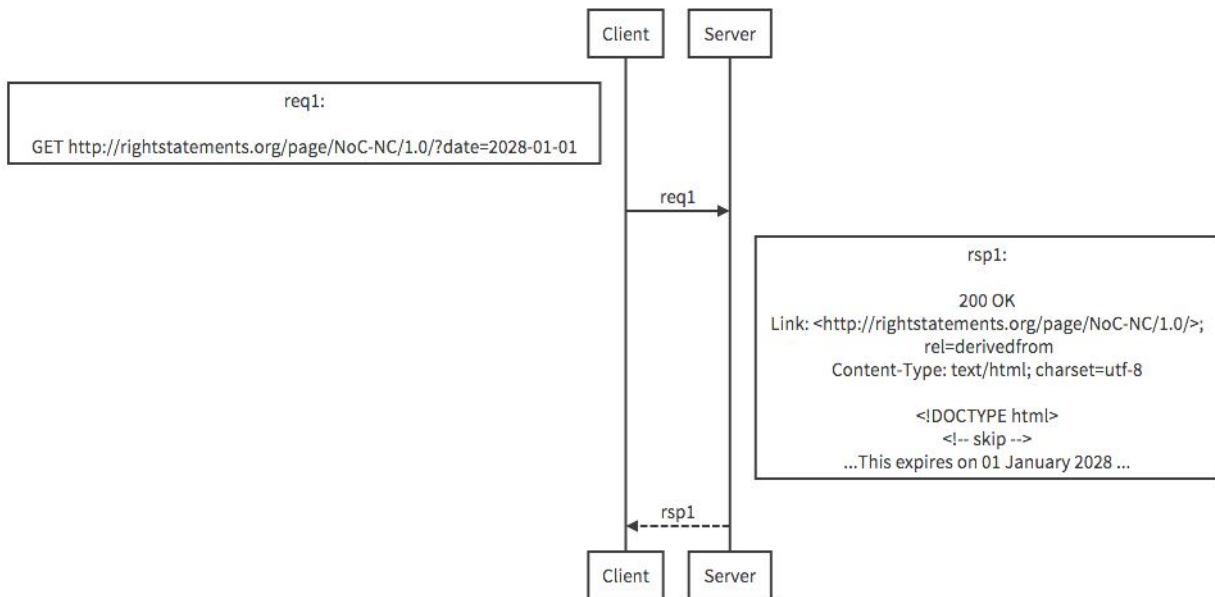 Client
Server
req1:
GET http://rightstatements.org/page/NoC-NC/1.0/?date=2028-01-01
req1
rsp1:
200 OK
Link: <http://rightstatements.org/page/NoC-NC/1.0/>;
rel=derivedfrom
Content-Type: text/html; charset=utf-8
<!DOCTYPE html>
<!-- skip -->
...This expires on 01 January 2028 ...
rsp1
Client
Server